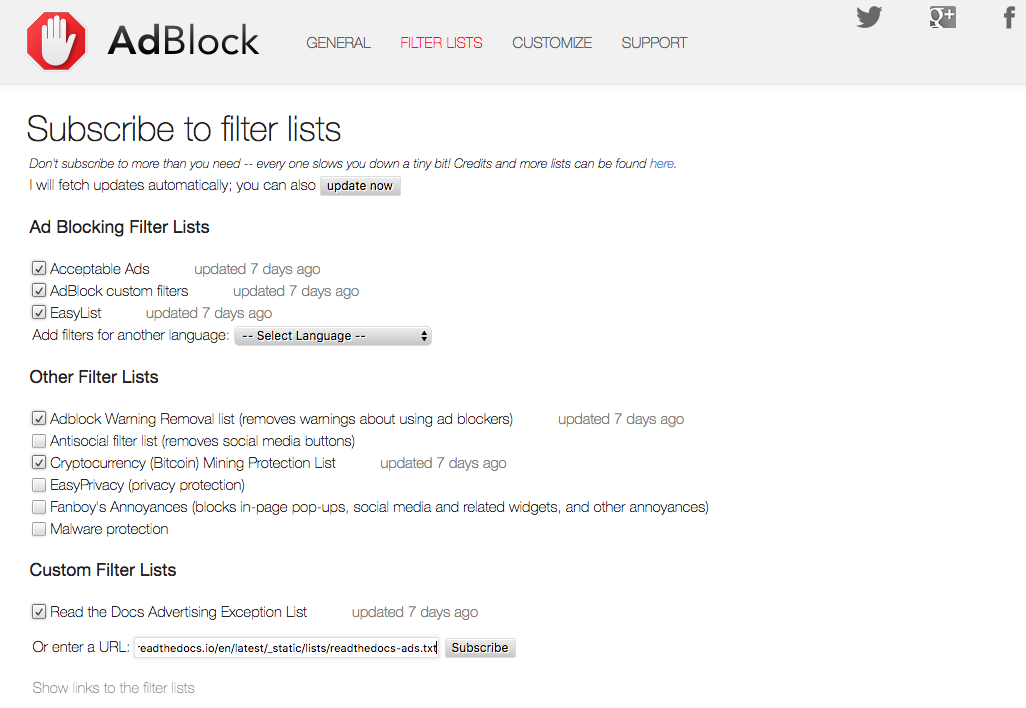 AdBlock GENERAL FILTER LISTS CUSTOMIZE SUPPORT
Subscribe to filter lists
Don't subscribe to more than you need -- every one slows you down a tiny bit! Credits and more lists can be found here.
I will fetch updates automatically; you can also update now
Ad Blocking Filter Lists
Acceptable Ads updated 7 days ago
AdBlock custom filters updated 7 days ago
EasyList updated 7 days ago
Add filters for another language: -- Select Language --
Other Filter Lists
Adblock Warning Removal list (removes warnings about using ad blockers) updated 7 days ago
Antisocial filter list (removes social media buttons)
Cryptocurrency (Bitcoin) Mining Protection List updated 7 days ago
EasyPrivacy (privacy protection)
Fanboy's Annoyances (blocks in-page pop-ups, social media and related widgets, and other annoyances)
Malware protection
Custom Filter Lists
Read the Docs Advertising Exception List updated 7 days ago
Or enter a URL: readthedocs.io/en/latest/_static/lists/readthedocs-ads.txt Subscribe
Show links to the filter lists